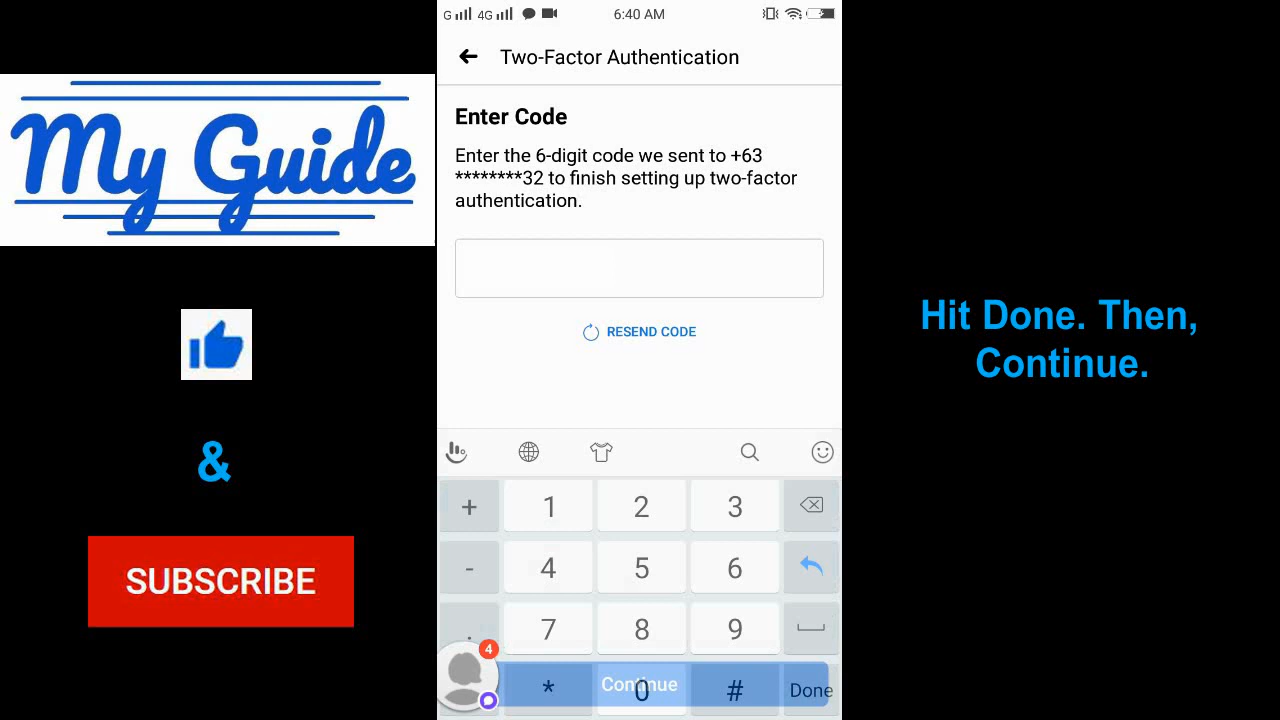 G 4G 6:40 AM
Two-Factor Authentication
My Guide
Enter Code
Enter the 6-digit code we sent to +63
********32 to finish setting up two-factor
authentication.
RESEND CODE
Hit Done. Then,
Continue.
&
SUBSCRIBE
+ 1 2 3
- 4 5 6
. 7 8 9
4
* 0 # Done
Continue